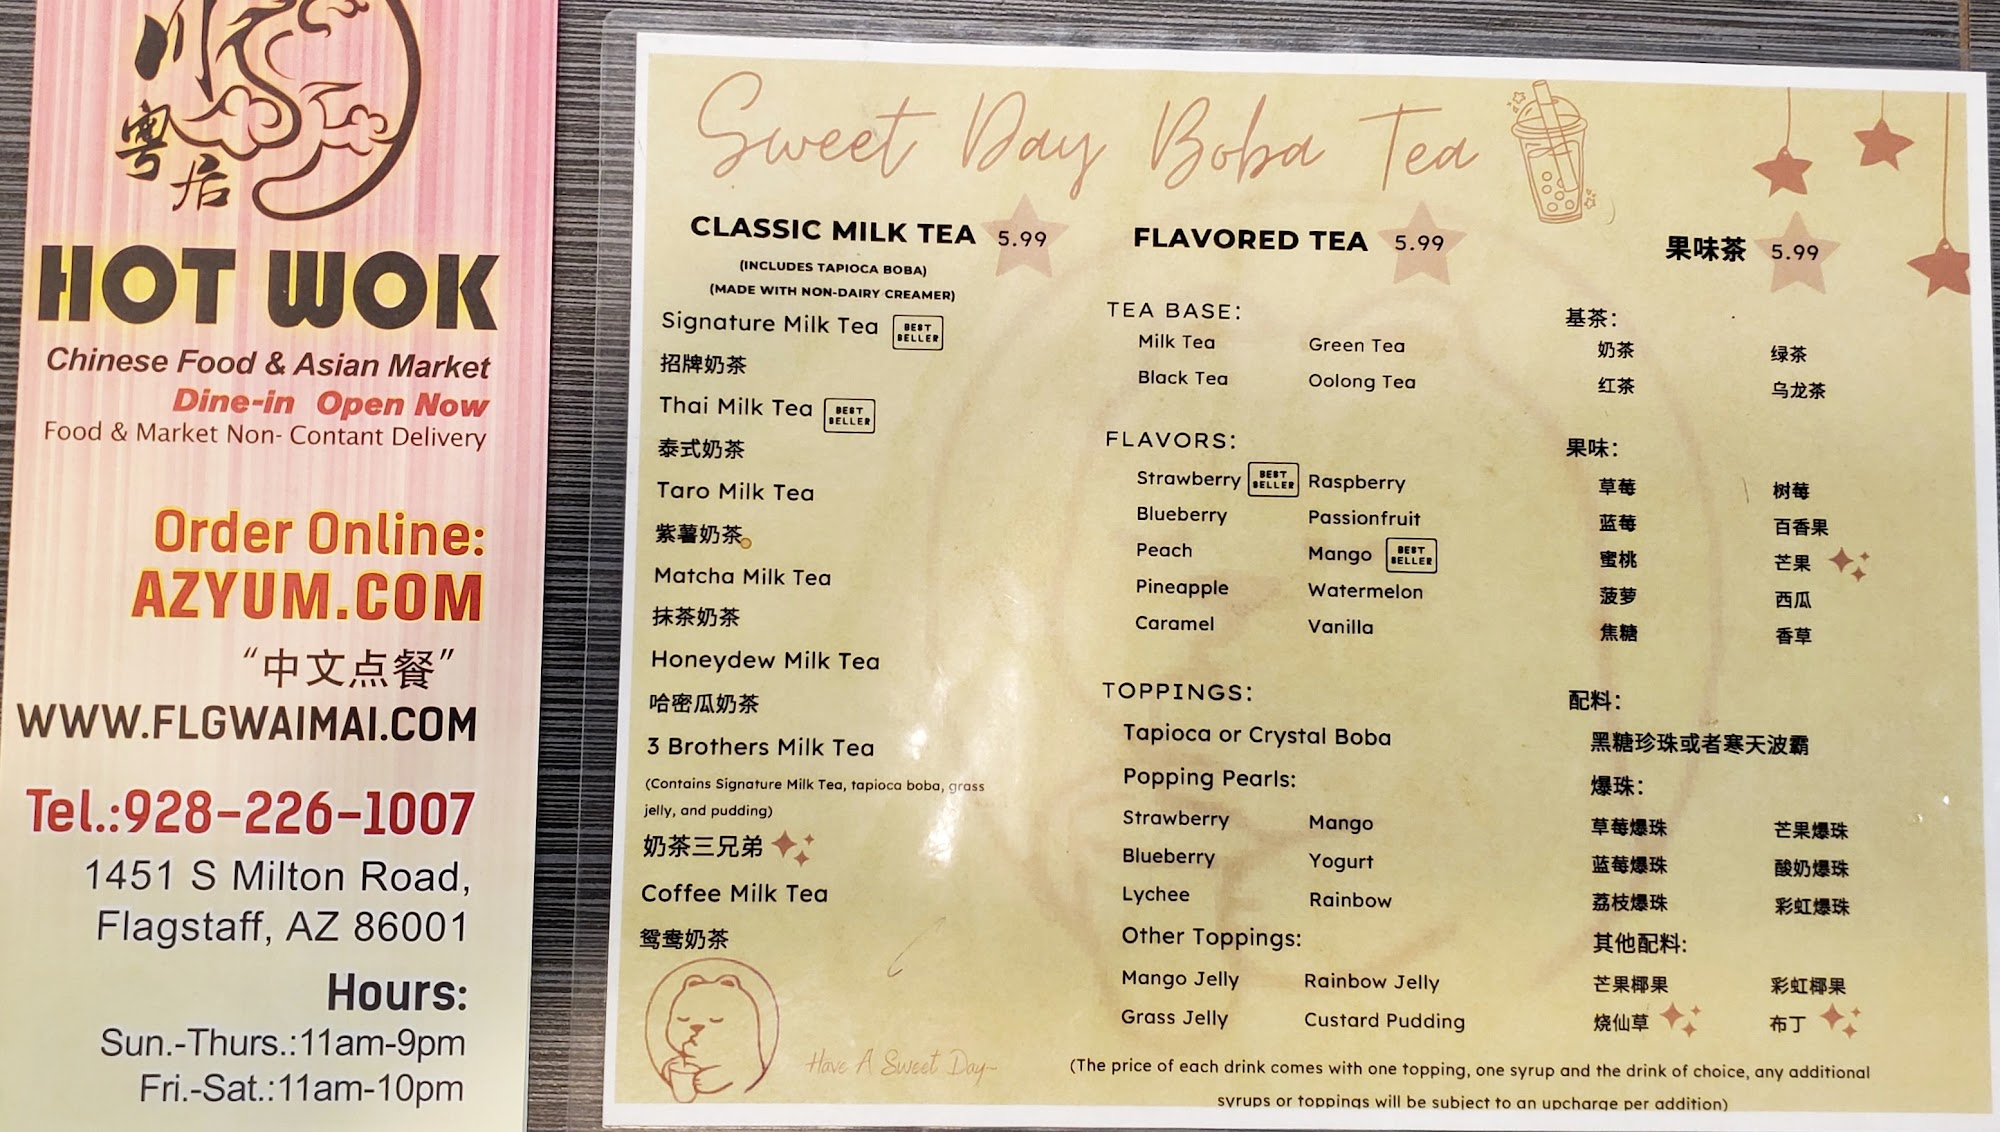 川
粤
居
HOT WOK
Chinese Food & Asian Market
Dine-in Open Now
Food & Market Non- Contant Delivery
Order Online:
AZYUM.COM
“中文点餐”
WWW.FLGWAIMAI.COM
Tel.:928-226-1007
1451 S Milton Road,
Flagstaff, AZ 86001
Hours:
Sun.-Thurs.:11am-9pm
Fri.-Sat.:11am-10pm
Sweet Day Boba Tea
CLASSIC MILK TEA 5.99
(INCLUDES TAPIOCA BOBA)
(MADE WITH NON-DAIRY CREAMER)
Signature Milk Tea BEST SELLER
招牌奶茶
Thai Milk Tea BEST SELLER
泰式奶茶
Taro Milk Tea
紫薯奶茶
Matcha Milk Tea
抹茶奶茶
Honeydew Milk Tea
哈密瓜奶茶
3 Brothers Milk Tea
(Contains Signature Milk Tea, tapioca boba, grass
jelly, and pudding)
奶茶三兄弟
Coffee Milk Tea
鸳鸯奶茶
Have A Sweet Day~
FLAVORED TEA 5.99
TEA BASE:
Milk Tea Green Tea
Black Tea Oolong Tea
FLAVORS:
Strawberry BEST SELLER Raspberry
Blueberry Passionfruit
Peach Mango BEST SELLER
Pineapple Watermelon
Caramel Vanilla
TOPPINGS:
Tapioca or Crystal Boba
Popping Pearls:
Strawberry Mango
Blueberry Yogurt
Lychee Rainbow
Other Toppings:
Mango Jelly Rainbow Jelly
Grass Jelly Custard Pudding
果味茶 5.99
基茶:
奶茶 绿茶
红茶 乌龙茶
果味:
草莓 树莓
蓝莓 百香果
蜜桃 芒果
菠萝 西瓜
焦糖 香草
配料:
黑糖珍珠或者寒天波霸
爆珠:
草莓爆珠 芒果爆珠
蓝莓爆珠 酸奶爆珠
荔枝爆珠 彩虹爆珠
其他配料:
芒果椰果 彩虹椰果
烧仙草 布丁
(The price of each drink comes with one topping, one syrup and the drink of choice, any additional
syrups or toppings will be subject to an upcharge per addition)